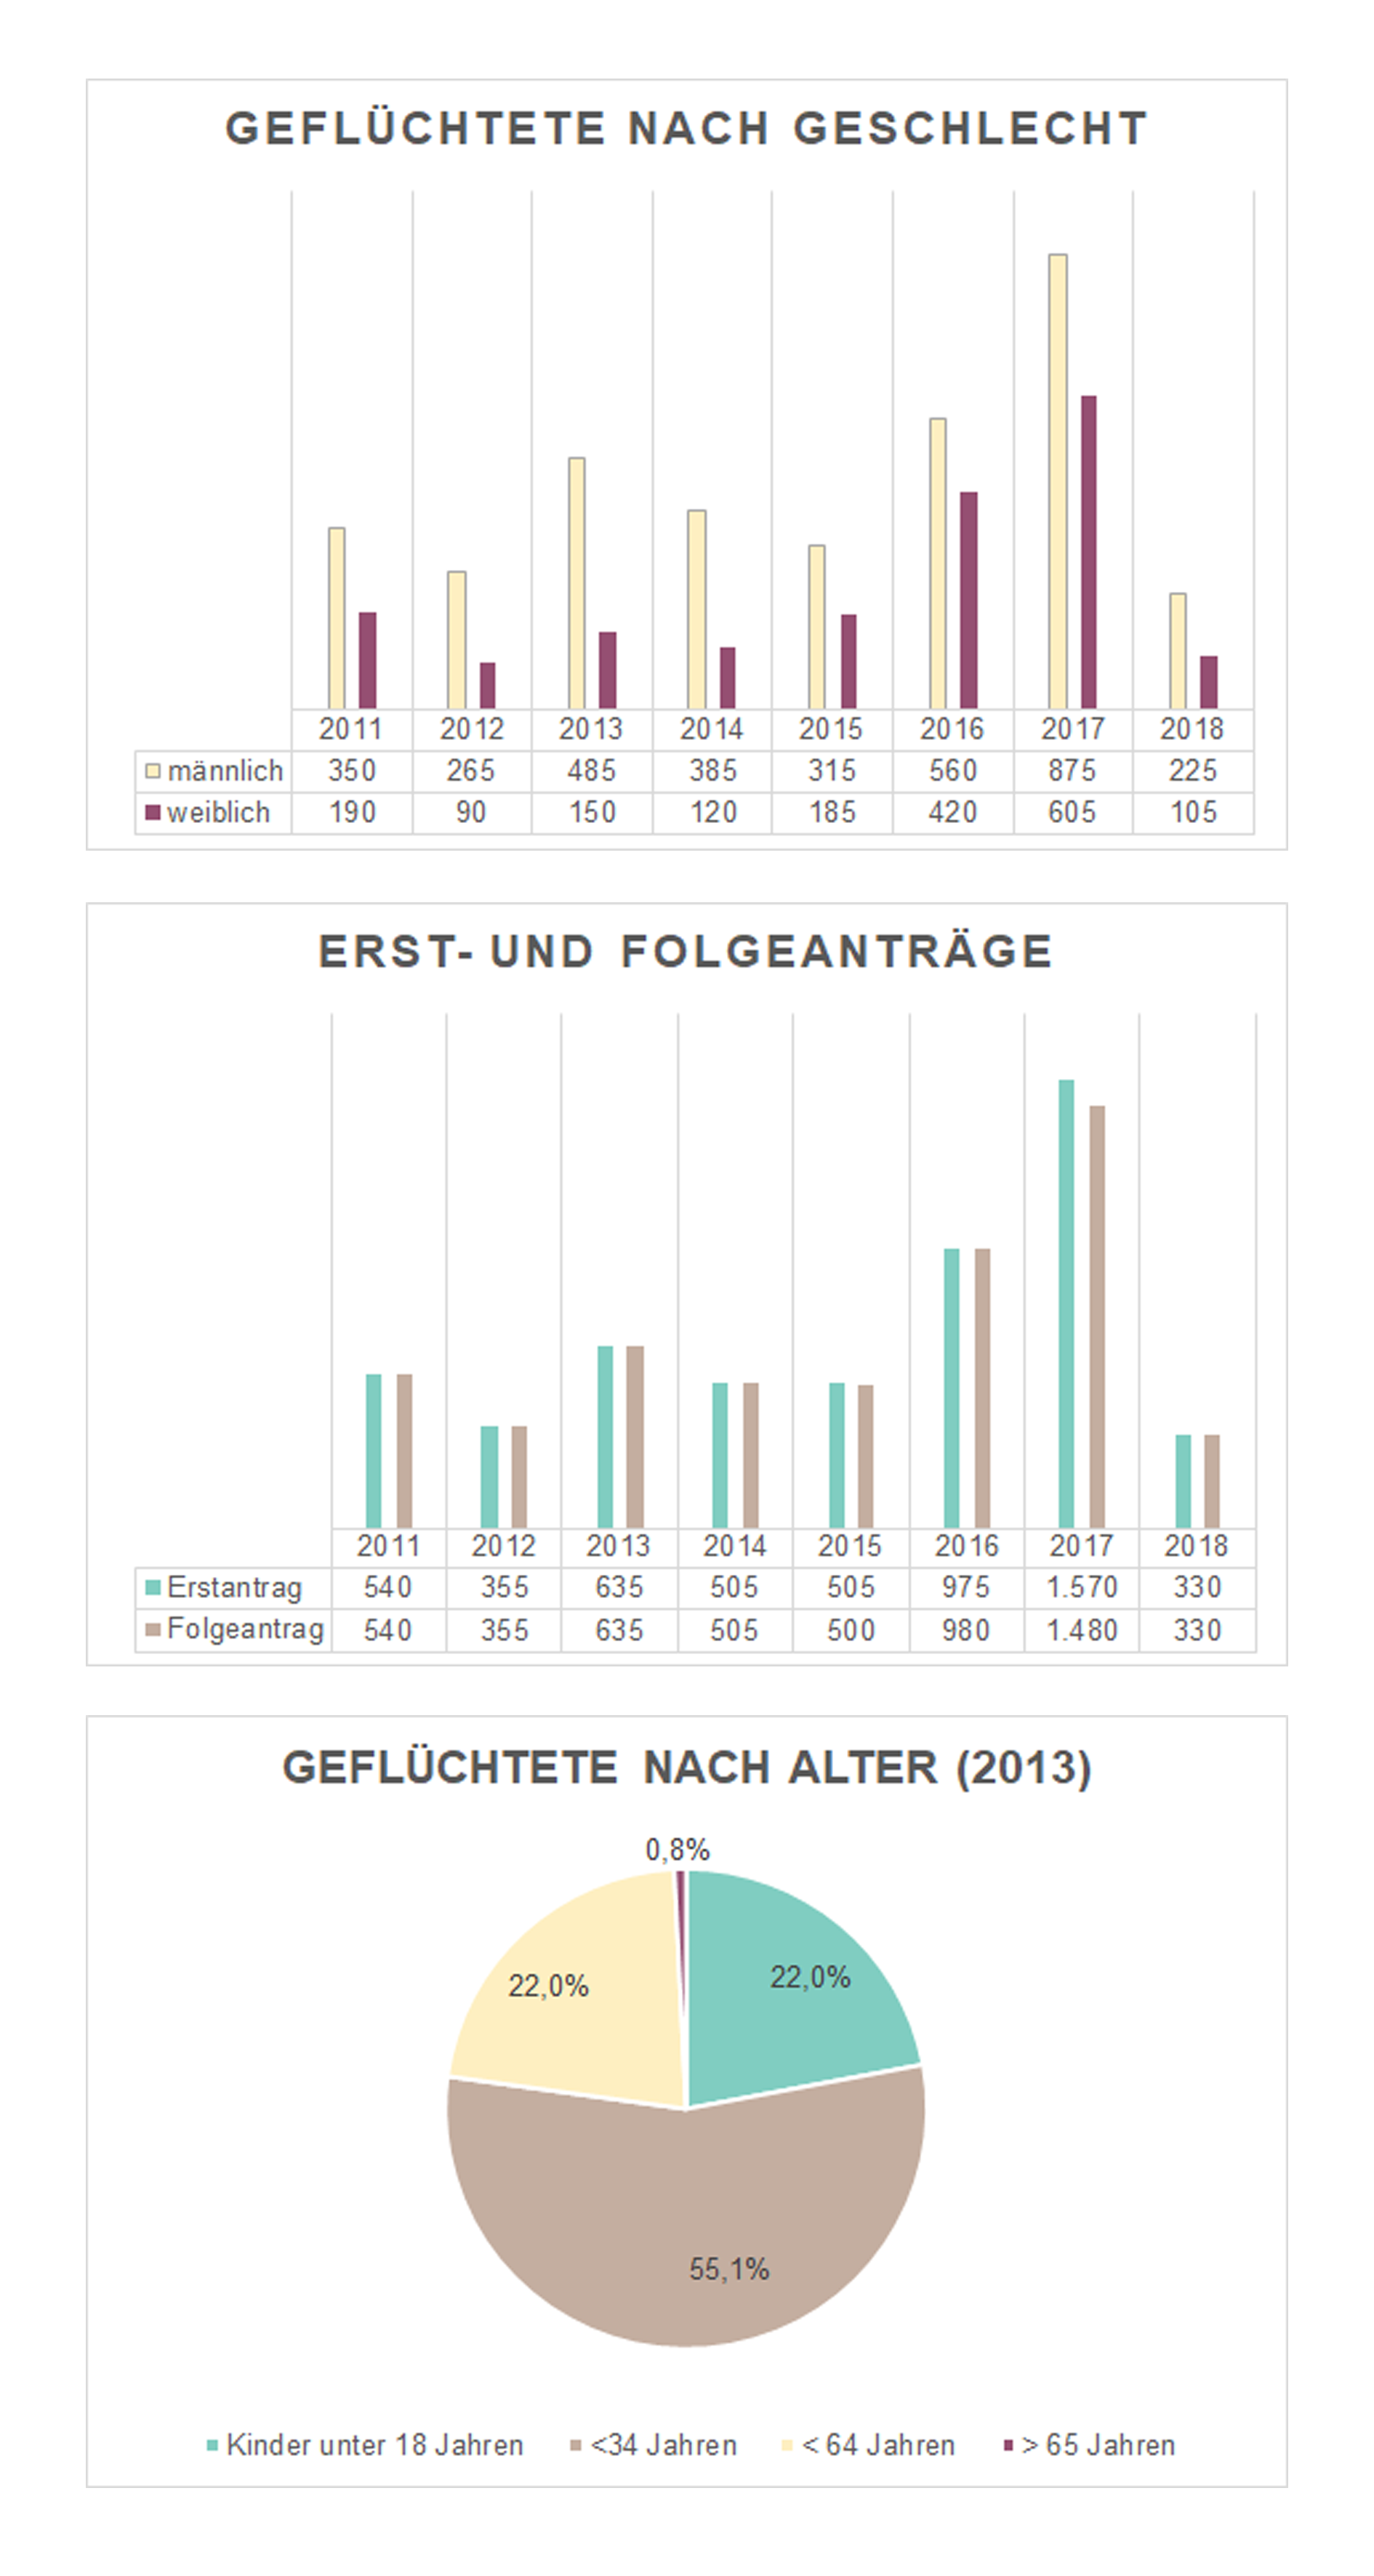 GEFLÜCHTETE NACH GESCHLECHT
2011 2012 2013 2014 2015 2016 2017 2018
männlich 350 265 485 385 315 560 875 225
weiblich 190 90 150 120 185 420 605 105
ERST- UND FOLGEANTRÄGE
2011 2012 2013 2014 2015 2016 2017 2018
Erstantrag 540 355 635 505 505 975 1.570 330
Folgeantrag 540 355 635 505 500 980 1.480 330
GEFLÜCHTETE NACH ALTER (2013)
0,8%
22,0% 22,0%
55,1%
Kinder unter 18 Jahren <34 Jahren < 64 Jahren > 65 Jahren